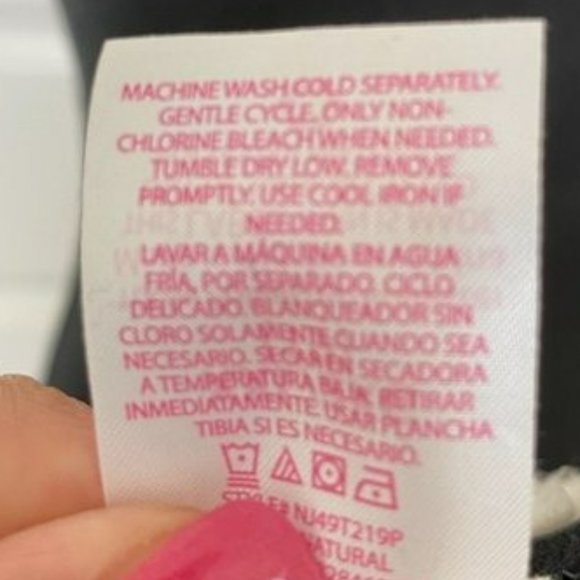 MACHINE WASH COLD SEPARATELY.
GENTLE CYCLE. ONLY NON-
CHLORINE BLEACH WHEN NEEDED.
TUMBLE DRY LOW. REMOVE
PROMPTLY. USE COOL IRON IF
NEEDED.
LAVAR A MÁQUINA EN AGUA
FRÍA, POR SEPARADO. CICLO
DELICADO. BLANQUEADOR SIN
CLORO SOLAMENTE CUANDO SEA
NECESARIO. SECAR EN SECADORA
A TEMPERATURA BAJA. RETIRAR
INMEDIATAMENTE. USAR PLANCHA
TIBIA SI ES NECESARIO.
STYLE# NJ49T219P